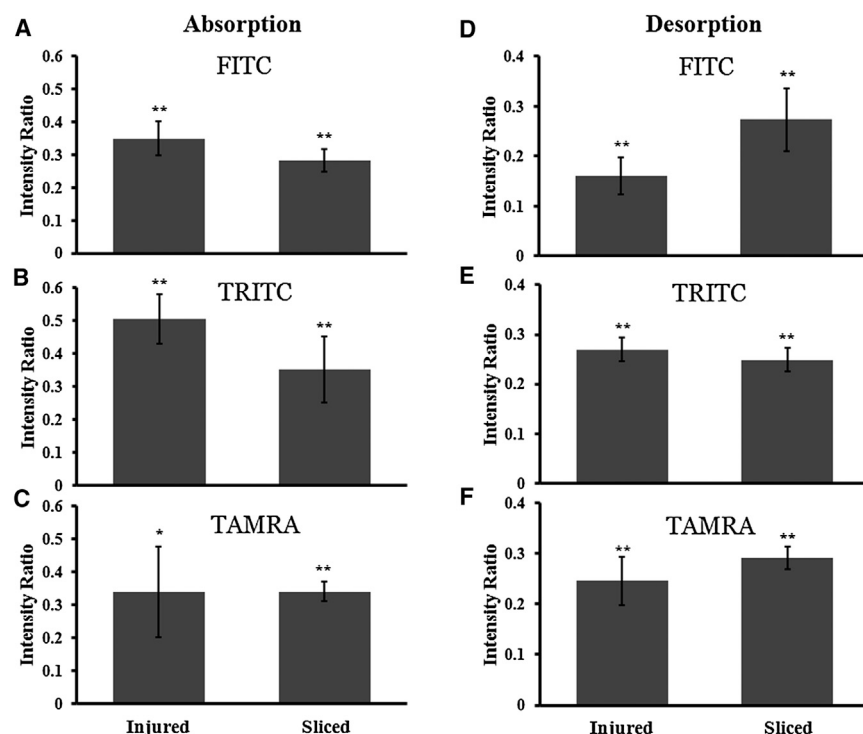 A
Absorption
FITC
Intensity Ratio
0.6
0.5
0.4
0.3
0.2
0.1
0
**
**
B
TRITC
Intensity Ratio
0.6
0.5
0.4
0.3
0.2
0.1
0
**
**
C
TAMRA
Intensity Ratio
0.6
0.5
0.4
0.3
0.2
0.1
0
*
**
Injured
Sliced
D
Desorption
FITC
Intensity Ratio
0.4
0.3
0.2
0.1
0
**
**
E
TRITC
Intensity Ratio
0.4
0.3
0.2
0.1
0
**
**
F
TAMRA
Intensity Ratio
0.4
0.3
0.2
0.1
0
**
**
Injured
Sliced